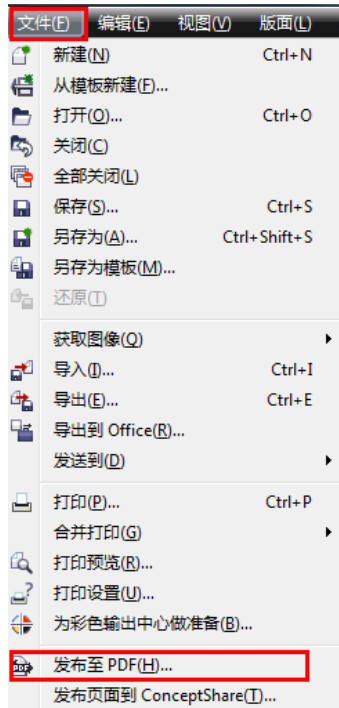 文件(F) 编辑(E) 视图(V) 版面(L)
新建(N) Ctrl+N
从模板新建(F)...
打开(O)... Ctrl+O
关闭(C)
全部关闭(L)
保存(S)... Ctrl+S
另存为(A)... Ctrl+Shift+S
另存为模板(M)...
还原(T)
获取图像(Q)
导入(I)... Ctrl+I
导出(E)... Ctrl+E
导出到 Office(R)...
发送到(D)
打印(P)... Ctrl+P
合并打印(G)
打印预览(R)...
打印设置(U)...
为彩色输出中心做准备(B)...
发布至 PDF(H)...
发布页面到 ConceptShare(T)...